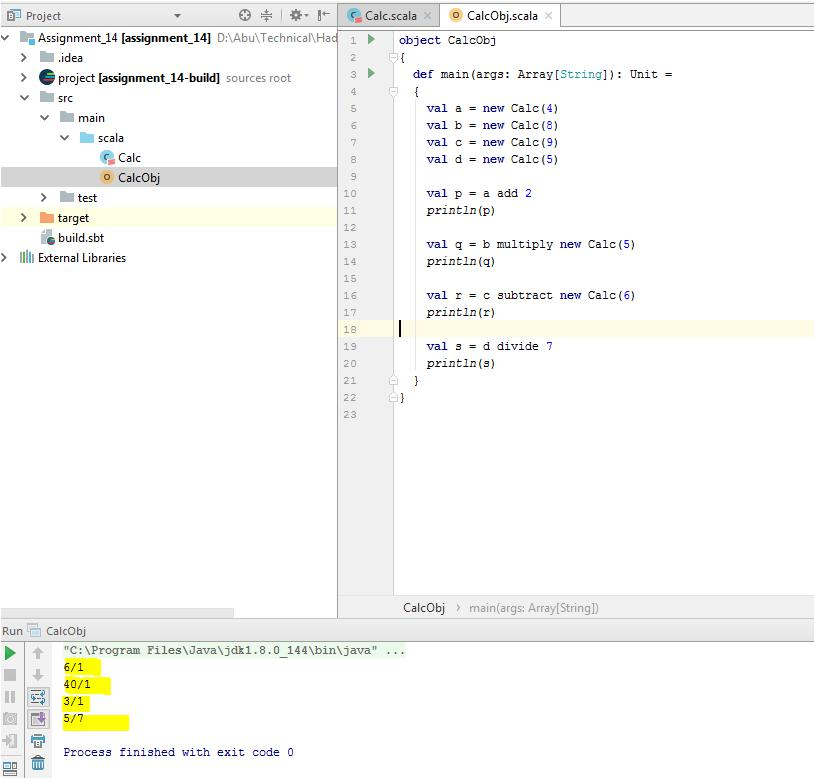 Project
Assignment_14 [assignment_14] D:\Abu\Technical\Had
.idea
project [assignment_14-build] sources root
src
main
scala
Calc
CalcObj
test
target
build.sbt
External Libraries
Calc.scala CalcObj.scala
1 object CalcObj
2 {
3 def main(args: Array[String]): Unit =
4 {
5 val a = new Calc(4)
6 val b = new Calc(8)
7 val c = new Calc(9)
8 val d = new Calc(5)
9
10 val p = a add 2
11 println(p)
12
13 val q = b multiply new Calc(5)
14 println(q)
15
16 val r = c subtract new Calc(6)
17 println(r)
18
19 val s = d divide 7
20 println(s)
21 }
22 }
23
CalcObj main(args: Array[String])
Run CalcObj
"C:\Program Files\Java\jdk1.8.0_144\bin\java" ...
6/1
40/1
3/1
5/7
Process finished with exit code 0